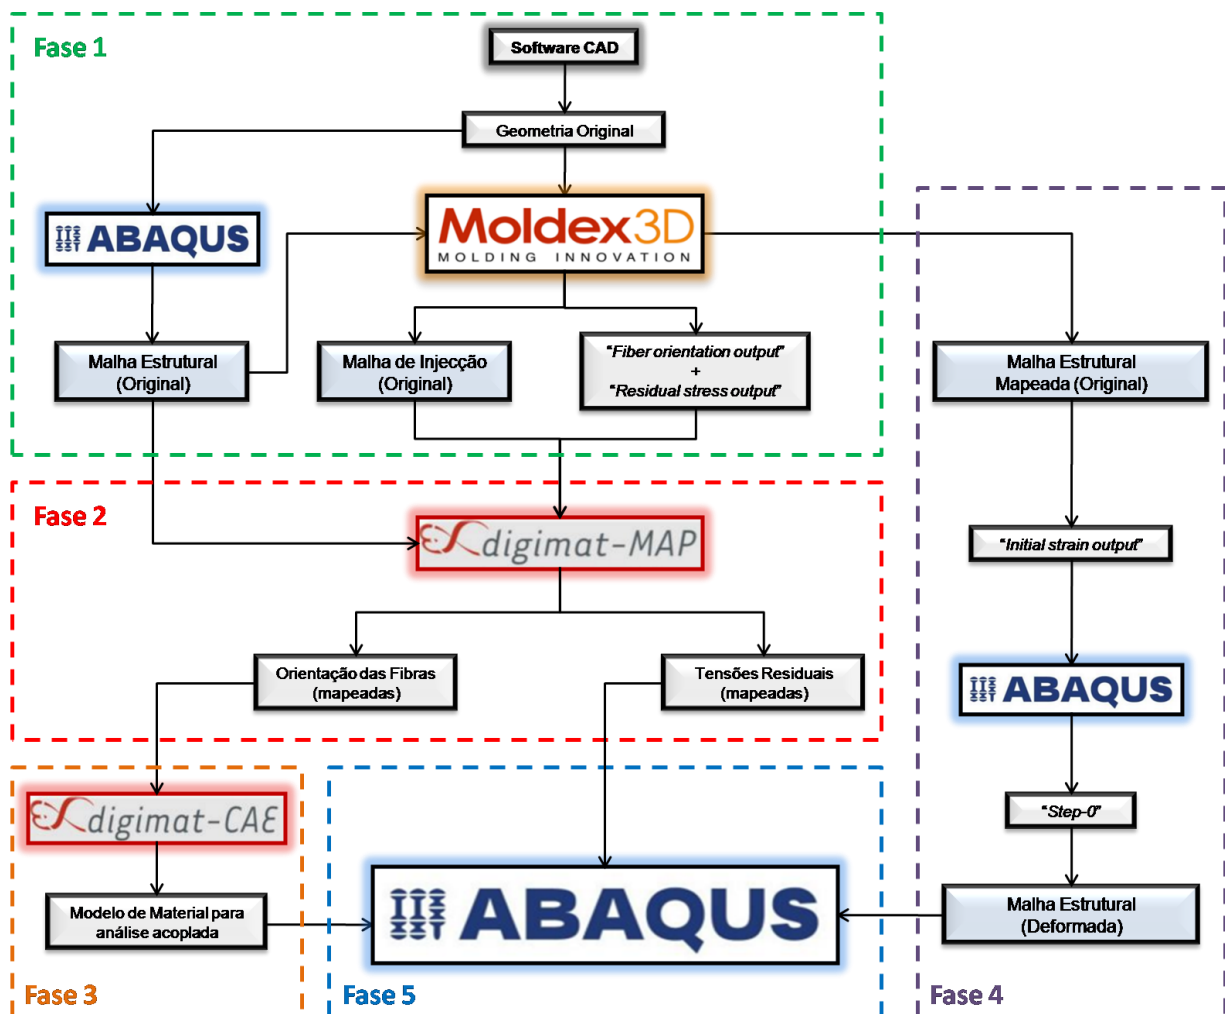 Fase 1
Software CAD
Geometria Original
ABAQUS
Moldex3D
MOLDING INNOVATION
Malha Estrutural
(Original)
Malha de Injecção
(Original)
"Fiber orientation output"
+
"Residual stress output"
Malha Estrutural
Mapeada (Original)
Fase 2
digimat-MAP
"Initial strain output"
Orientação das Fibras
(mapeadas)
Tensões Residuais
(mapeadas)
ABAQUS
digimat-CAE
"Step-0"
Modelo de Material para
análise acoplada
ABAQUS
Malha Estrutural
(Deformada)
Fase 3
Fase 5
Fase 4